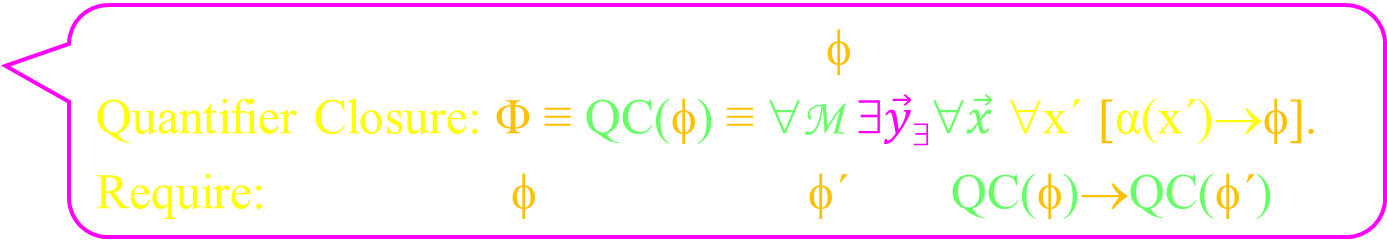 ϕ
Quantifier Closure: Φ ≡ QC(ϕ) ≡ ∀ℳ ∃y⃗∃ ∀x⃗ ∀x´ [α(x´)→ϕ].
Require: ϕ ϕ´ QC(ϕ)→QC(ϕ´)